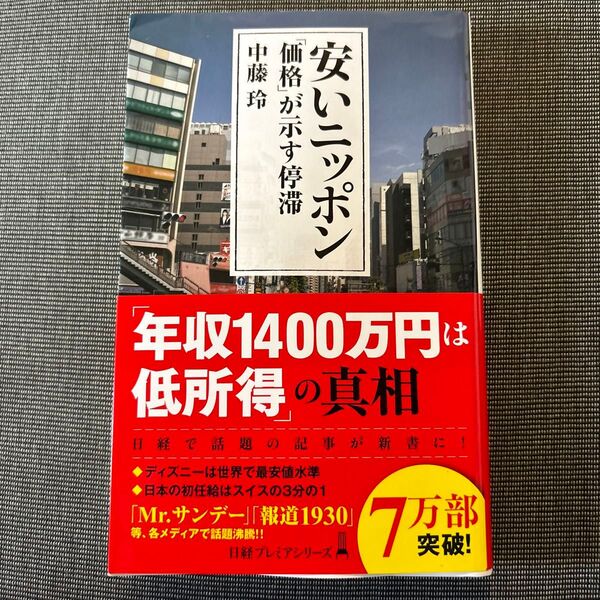 安いニッポン
「価格」が示す停滞
中藤 玲
「年収1400万円は
低所得」の真相
日経で話題の記事が新書に！
◆ディズニーは世界で最安値水準
◆日本の初任給はスイスの3分の1
「Mr.サンデー」「報道1930」
等、各メディアで話題沸騰!!
日経プレミアシリーズ
7万部
突破!